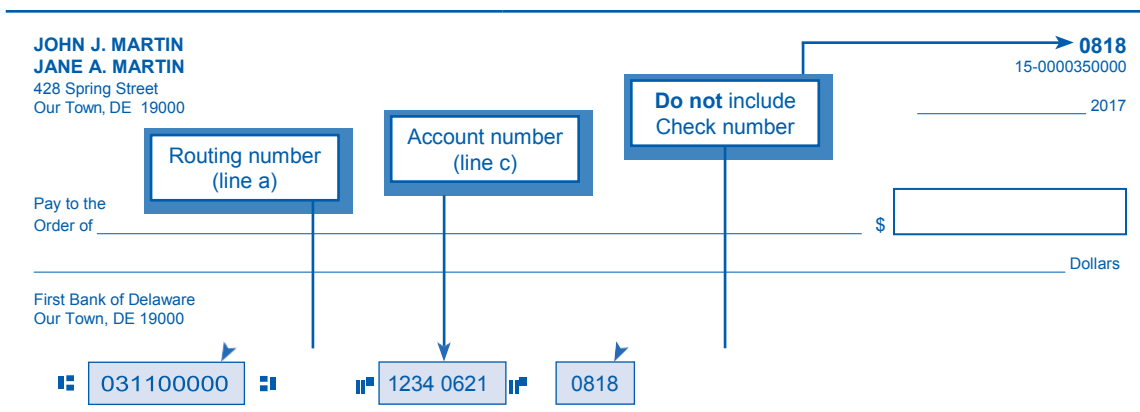 JOHN J. MARTIN
JANE A. MARTIN
428 Spring Street
Our Town, DE 19000
0818
15-0000350000
2017
Do not include
Check number
Account number
(line c)
Routing number
(line a)
Pay to the
Order of
$
Dollars
First Bank of Delaware
Our Town, DE 19000
⑆ 031100000 ⑆ ⑈ 1234 0621 ⑈ 0818